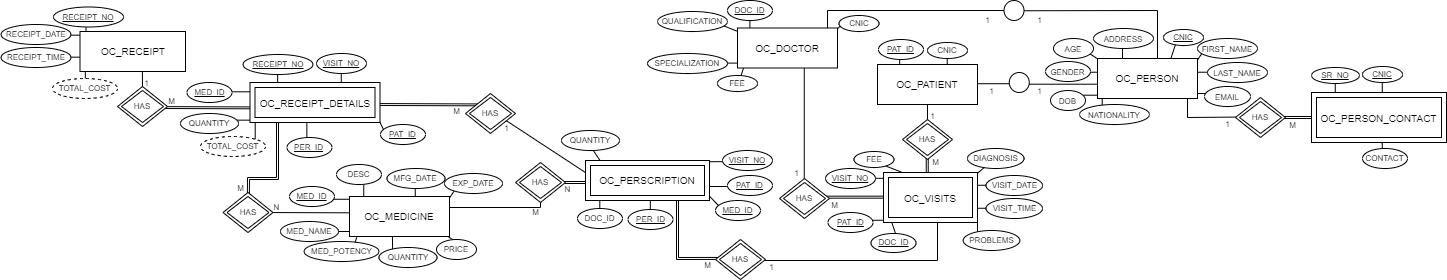 RECEIPT_NO
RECEIPT_DATE
RECEIPT_TIME
OC_RECEIPT
TOTAL_COST
1
HAS
M
RECEIPT_NO
VISIT_NO
MED_ID
OC_RECEIPT_DETAILS
QUANTITY
TOTAL_COST
PER_ID
PAT_ID
M
HAS
1
M
HAS
N
DESC
MFG_DATE
EXP_DATE
MED_ID
OC_MEDICINE
MED_NAME
MED_POTENCY
QUANTITY
PRICE
M
HAS
N
QUANTITY
OC_PERSCRIPTION
VISIT_NO
PAT_ID
MED_ID
DOC_ID
PER_ID
M
HAS
1
DOC_ID
QUALIFICATION
CNIC
OC_DOCTOR
SPECIALIZATION
FEE
1
1
1
HAS
M
PAT_ID
CNIC
OC_PATIENT
1
1
1
HAS
M
FEE
DIAGNOSIS
VISIT_NO
VISIT_DATE
OC_VISITS
VISIT_TIME
PAT_ID
DOC_ID
PROBLEMS
AGE
ADDRESS
CNIC
FIRST_NAME
GENDER
OC_PERSON
LAST_NAME
DOB
EMAIL
NATIONALITY
1
HAS
M
SR_NO
CNIC
OC_PERSON_CONTACT
CONTACT